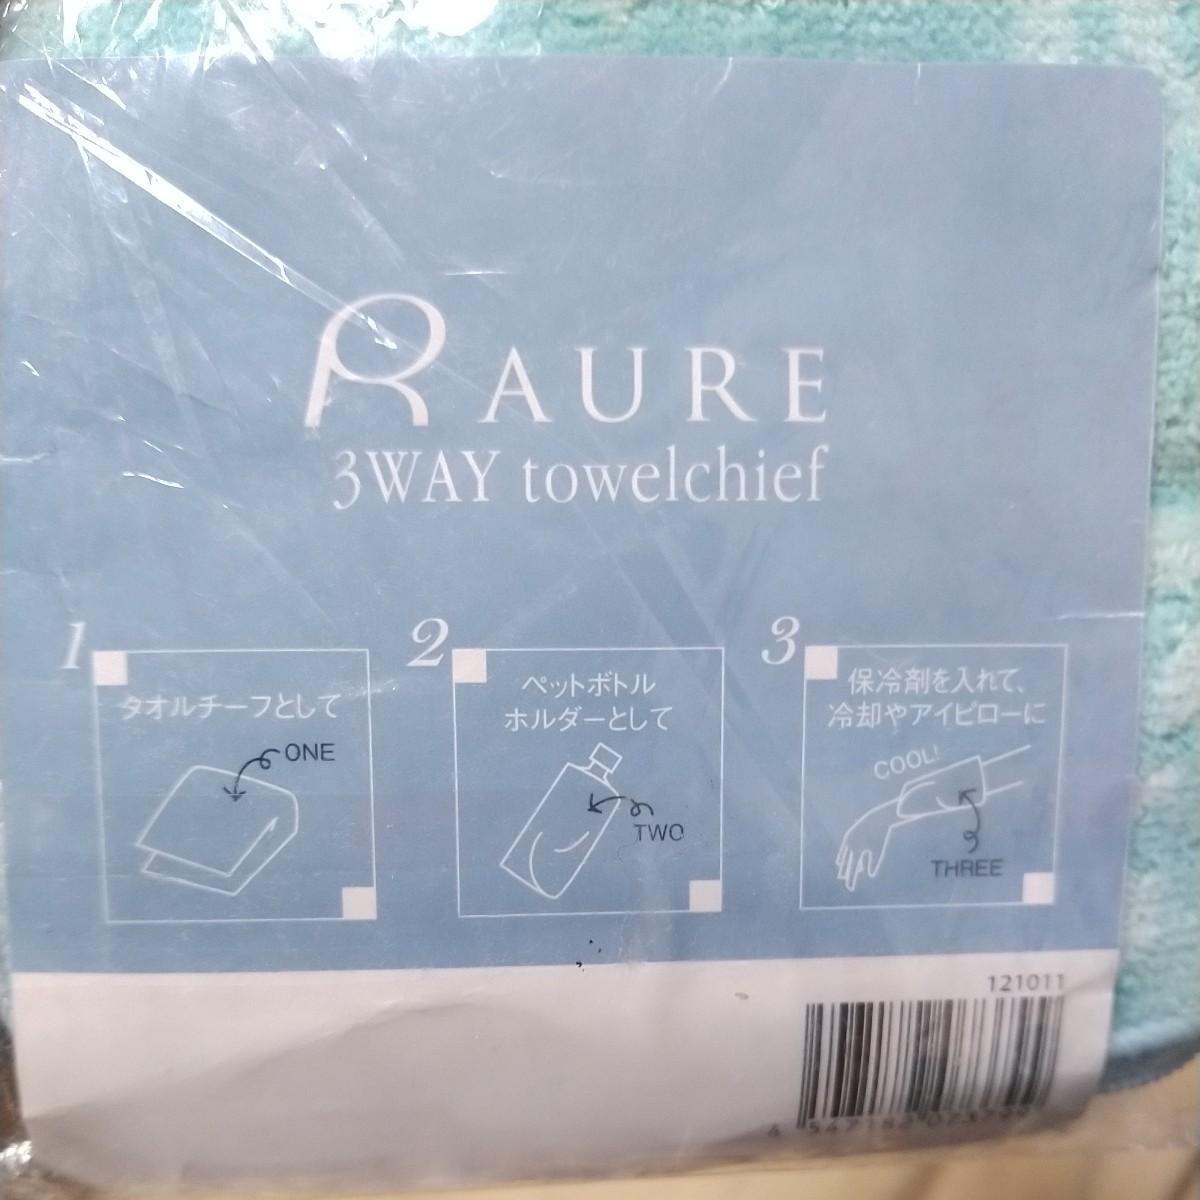 AURE
3WAY towelchief
1
タオルチーフとして
ONE
2
ペットボトル
ホルダーとして
TWO
3
保冷剤を入れて、
冷却やアイピローに
COOL!
THREE
121011